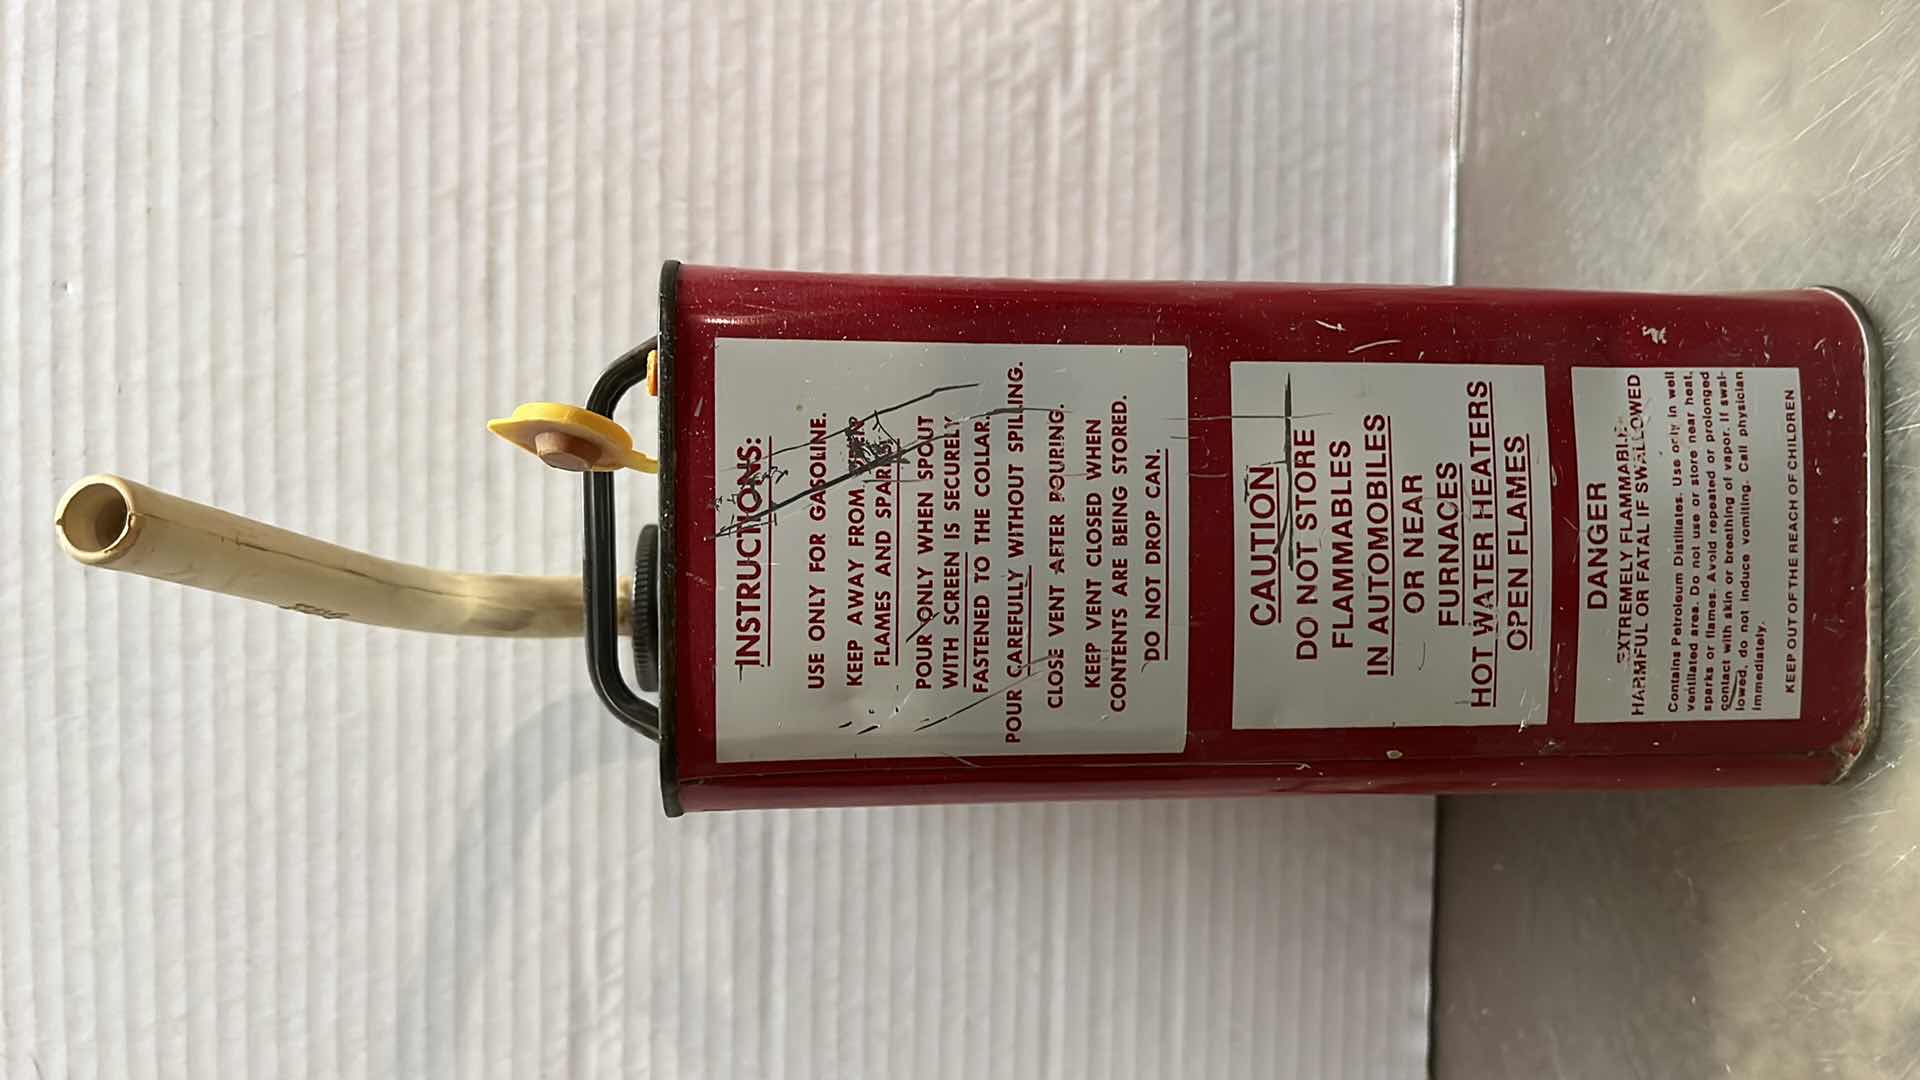 INSTRUCTIONS:
USE ONLY FOR GASOLINE.
KEEP AWAY FROM
FLAMES AND SPARKS
POUR ONLY WHEN SPOUT
WITH SCREEN IS SECURELY
FASTENED TO THE COLLAR.
POUR CAREFULLY WITHOUT SPILLING.
CLOSE VENT AFTER POURING.
KEEP VENT CLOSED WHEN
CONTENTS ARE BEING STORED.
DO NOT DROP CAN.
CAUTION
DO NOT STORE
FLAMMABLES
IN AUTOMOBILES
OR NEAR
FURNACES
HOT WATER HEATERS
OPEN FLAMES
DANGER
EXTREMELY FLAMMABLE
HARMFUL OR FATAL IF SWALLOWED
Contains Petroleum Distillates. Use only in well
ventilated area. Do not use or store near heat,
sparks or flames. Avoid repeated or prolonged
contact with skin or breathing of vapor. If swal-
lowed, do not induce vomiting. Call physician
immediately.
KEEP OUT OF THE REACH OF CHILDREN